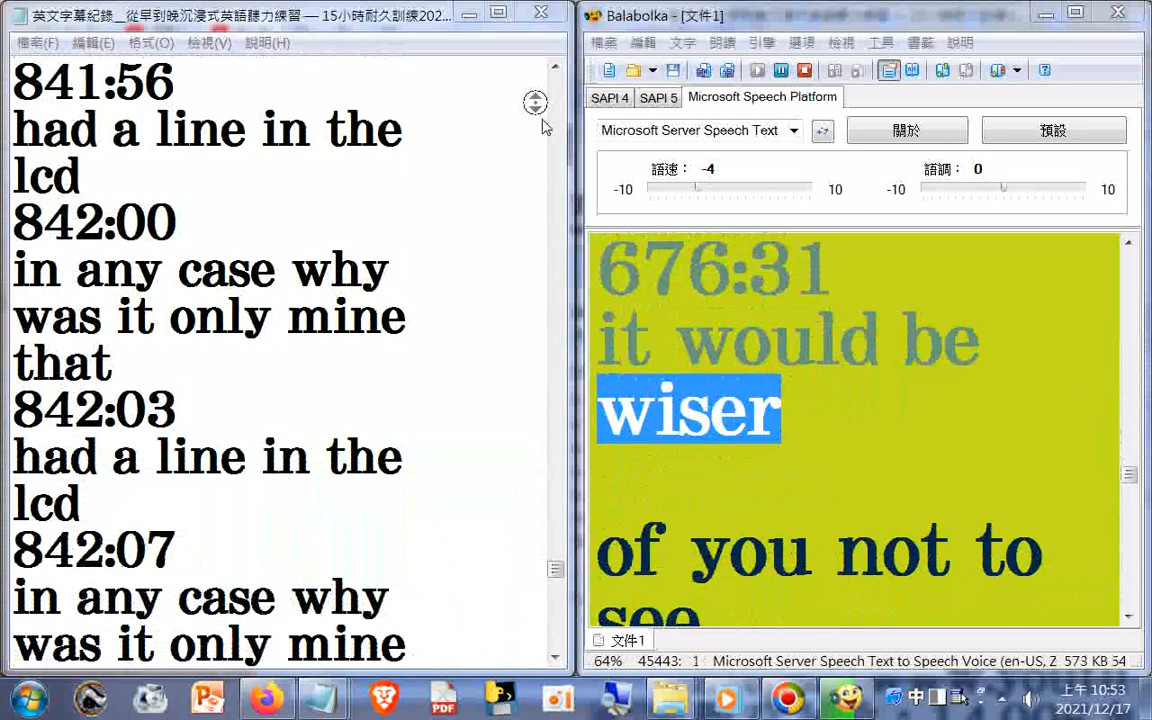 英文字幕紀錄__從早到晚沉浸式英語聽力練習 — 15小時耐久訓練202...
檔案(F) 編輯(E) 格式(O) 檢視(V) 說明(H)
841:56
had a line in the
lcd
842:00
in any case why
was it only mine
that
842:03
had a line in the
lcd
842:07
in any case why
was it only mine
Balabolka - [文件1]
檔案 編輯 文字 朗讀 引擎 選項 檢視 工具 書籤 說明
SAPI 4 SAPI 5 Microsoft Speech Platform
Microsoft Server Speech Text 關於 預設
語速： -4 語調： 0
-10 10 -10 10
676:31
it would be
wiser
of you not to
see
文件1
64% 45443: 1 Microsoft Server Speech Text to Speech Voice (en-US, Z 573 KB 54
中
上午 10:53
2021/12/17